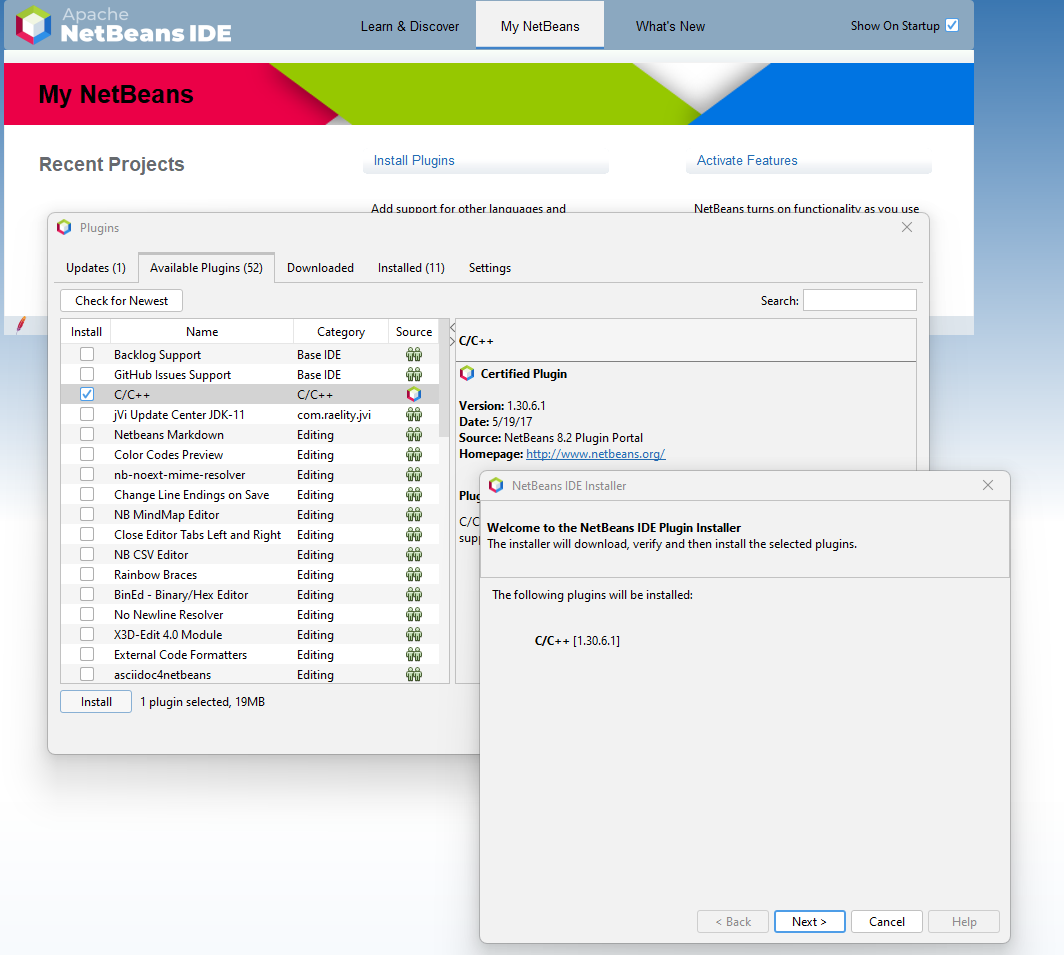 Apache
NetBeans IDE
Learn & Discover
My NetBeans
What's New
Show On Startup
My NetBeans
Recent Projects
Install Plugins
Activate Features
Add support for other languages and
NetBeans turns on functionality as you use
Plugins
Updates (1)
Available Plugins (52)
Downloaded
Installed (11)
Settings
Check for Newest
Search:
Install Name Category Source
Backlog Support Base IDE
GitHub Issues Support Base IDE
C/C++ C/C++
jVi Update Center JDK-11 com.raelity.jvi
Netbeans Markdown Editing
Color Codes Preview Editing
nb-noext-mime-resolver Editing
Change Line Endings on Save Editing
NB MindMap Editor Editing
Close Editor Tabs Left and Right Editing
NB CSV Editor Editing
Rainbow Braces Editing
BinEd - Binary/Hex Editor Editing
No Newline Resolver Editing
X3D-Edit 4.0 Module Editing
External Code Formatters Editing
asciidoc4netbeans Editing
Install
1 plugin selected, 19MB
C/C++
Certified Plugin
Version: 1.30.6.1
Date: 5/19/17
Source: NetBeans 8.2 Plugin Portal
Homepage: http://www.netbeans.org/
NetBeans IDE Installer
Welcome to the NetBeans IDE Plugin Installer
The installer will download, verify and then install the selected plugins.
The following plugins will be installed:
C/C++ [1.30.6.1]
< Back
Next >
Cancel
Help